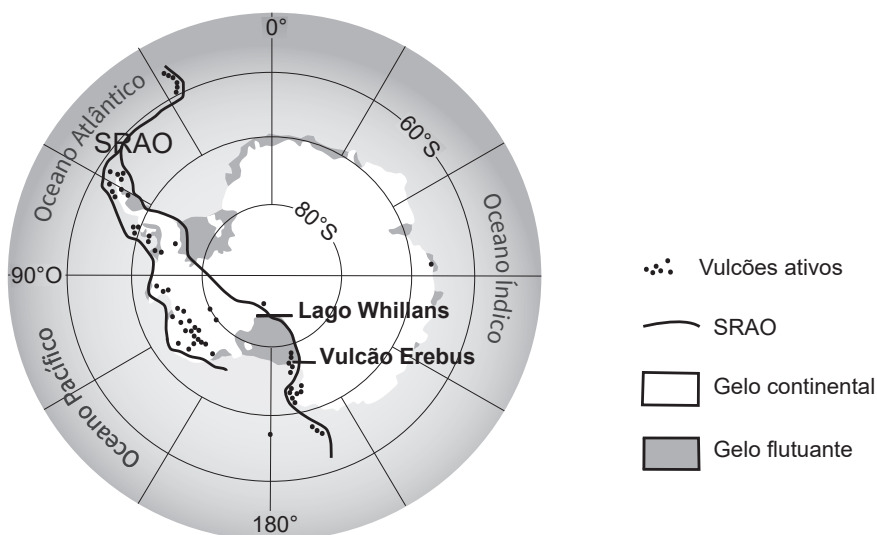 0°
Oceano Atlântico
SRAO
60°S
80°S
Oceano Índico
90°O
Lago Whillans
Vulcão Erebus
Oceano Pacífico
180°
Vulcões ativos
SRAO
Gelo continental
Gelo flutuante